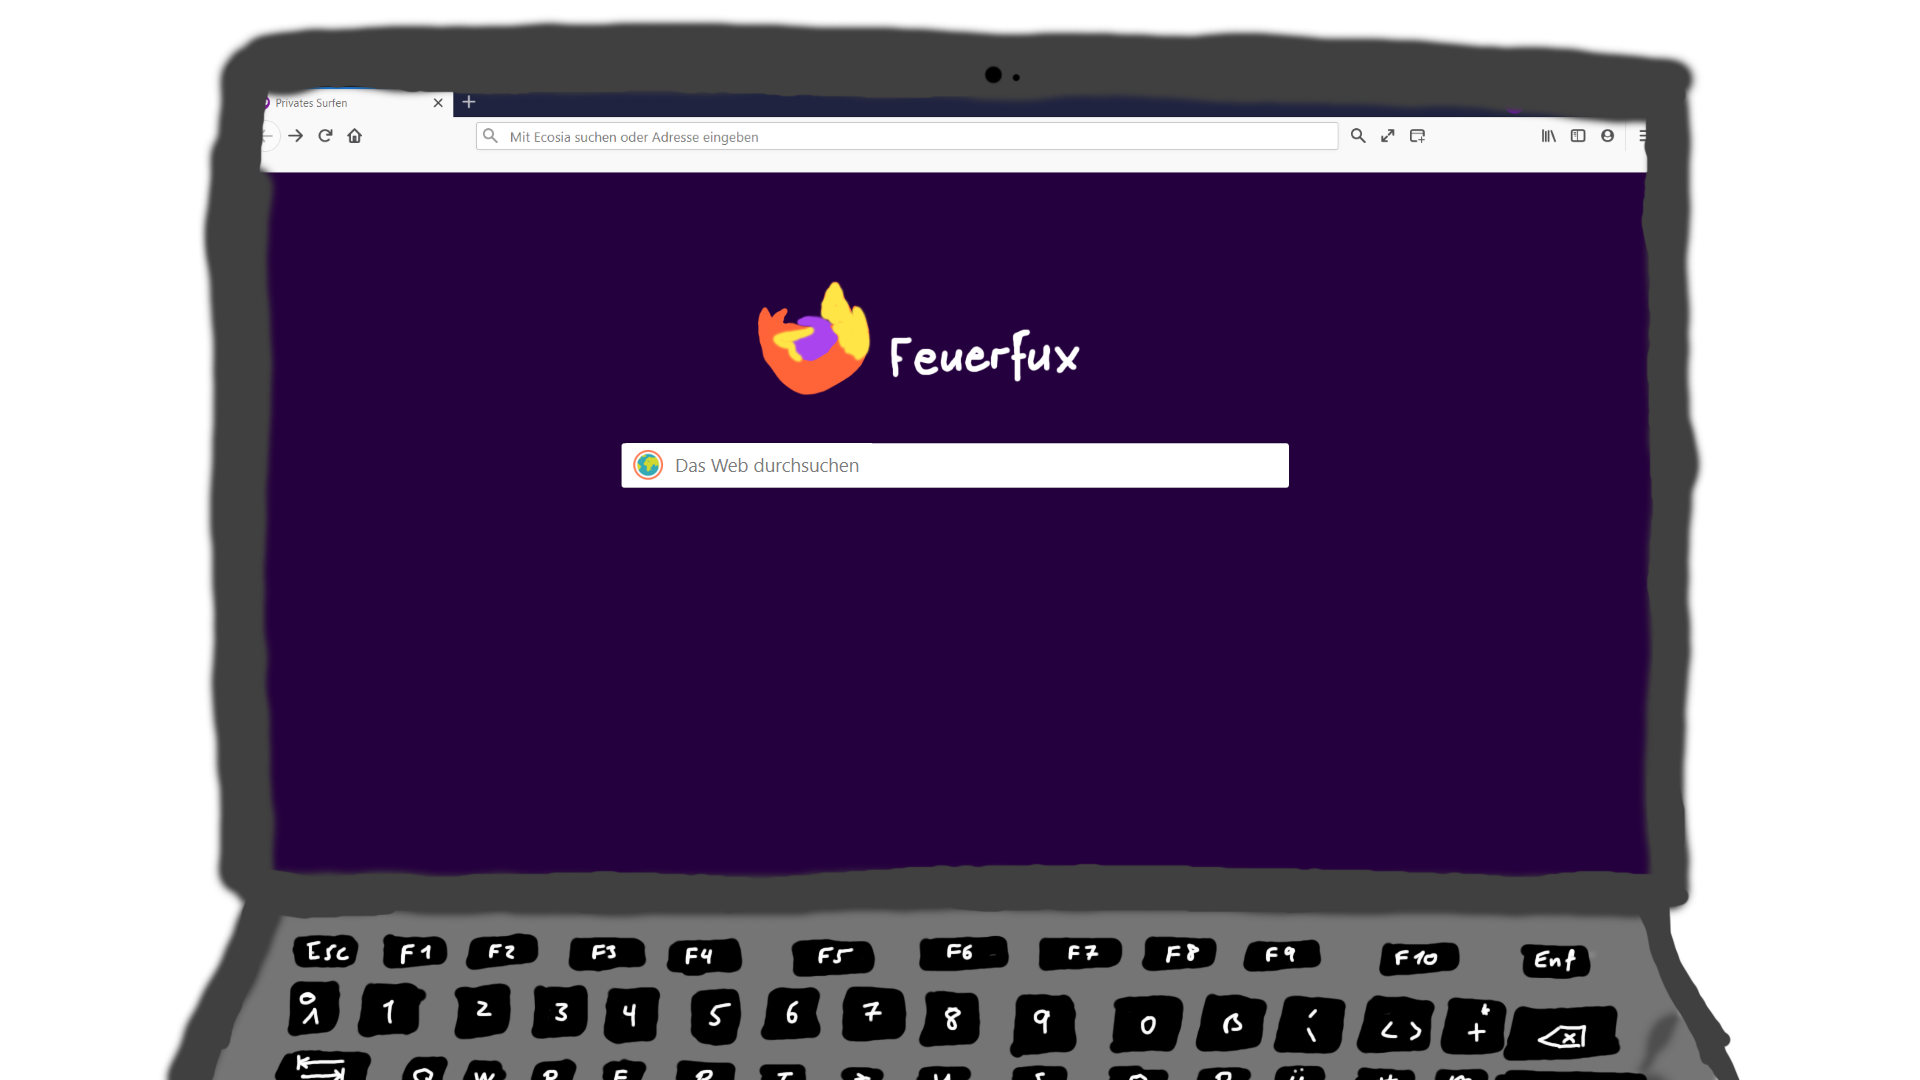 Privates Surfen
Mit Ecosia suchen oder Adresse eingeben
Feuerfux
Das Web durchsuchen
Esc F1 F2 F3 F4 F5 F6 F7 F8 F9 F10 Enf
1 2 3 4 5 6 7 8 9 0 ß < > * +